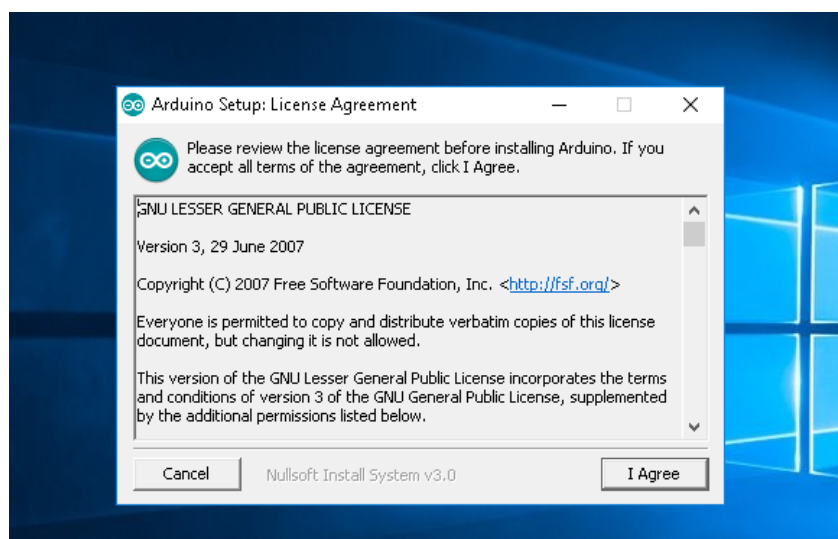 Arduino Setup: License Agreement
Please review the license agreement before installing Arduino. If you
accept all terms of the agreement, click I Agree.
GNU LESSER GENERAL PUBLIC LICENSE
Version 3, 29 June 2007
Copyright (C) 2007 Free Software Foundation, Inc. <http://fsf.org/>
Everyone is permitted to copy and distribute verbatim copies of this license
document, but changing it is not allowed.
This version of the GNU Lesser General Public License incorporates the terms
and conditions of version 3 of the GNU General Public License, supplemented
by the additional permissions listed below.
Cancel
Nullsoft Install System v3.0
I Agree